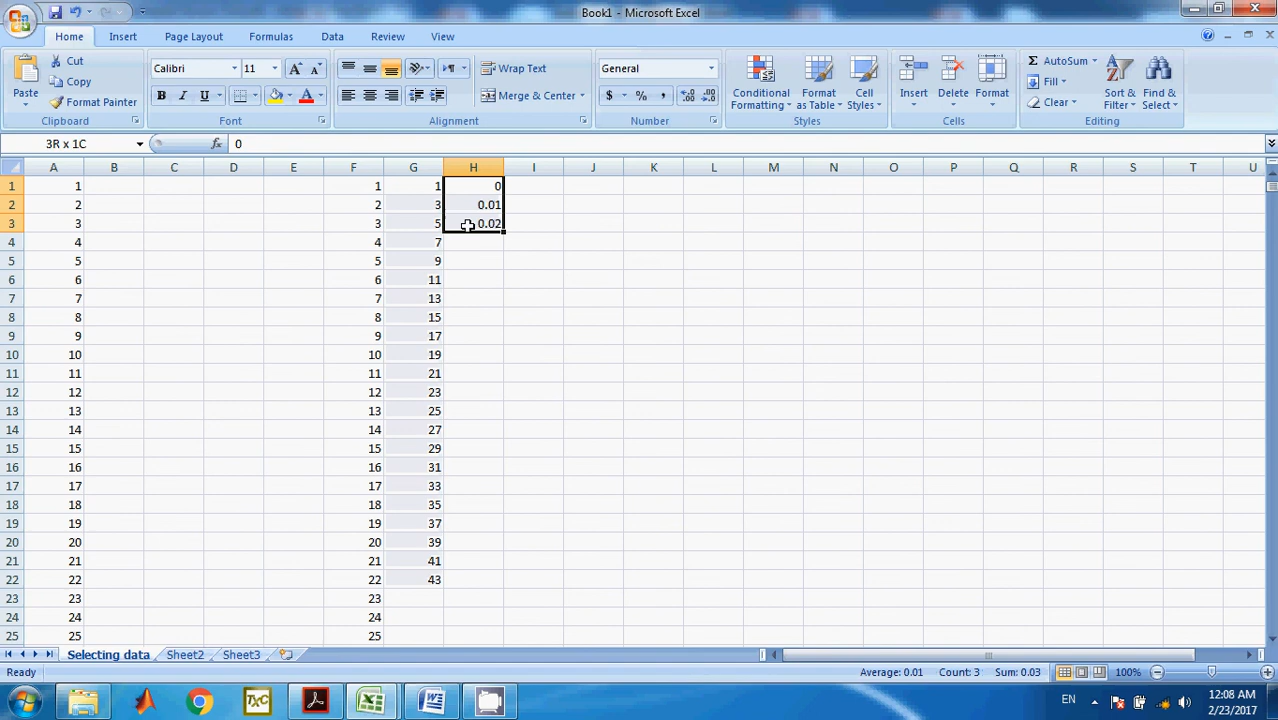 Book1 - Microsoft Excel
Home Insert Page Layout Formulas Data Review View
Paste
Cut
Copy
Format Painter
Clipboard
Calibri 11
B I U
Font
Wrap Text
Merge & Center
Alignment
General
$ % ,
Number
Conditional Formatting
Format as Table
Cell Styles
Styles
Insert Delete Format
Cells
AutoSum
Fill
Clear
Sort & Filter
Find & Select
Editing
3R x 1C fx 0
A B C D E F G H I J K L M N O P Q R S T U
1 1 1 1 0
2 2 2 3 0.01
3 3 3 5 0.02
4 4 4 7
5 5 5 9
6 6 6 11
7 7 7 13
8 8 8 15
9 9 9 17
10 10 10 19
11 11 11 21
12 12 12 23
13 13 13 25
14 14 14 27
15 15 15 29
16 16 16 31
17 17 17 33
18 18 18 35
19 19 19 37
20 20 20 39
21 21 21 41
22 22 22 43
23 23 23
24 24 24
25 25 25
Selecting data Sheet2 Sheet3
Ready Average: 0.01 Count: 3 Sum: 0.03 100%
TXC
EN
12:08 AM
2/23/2017